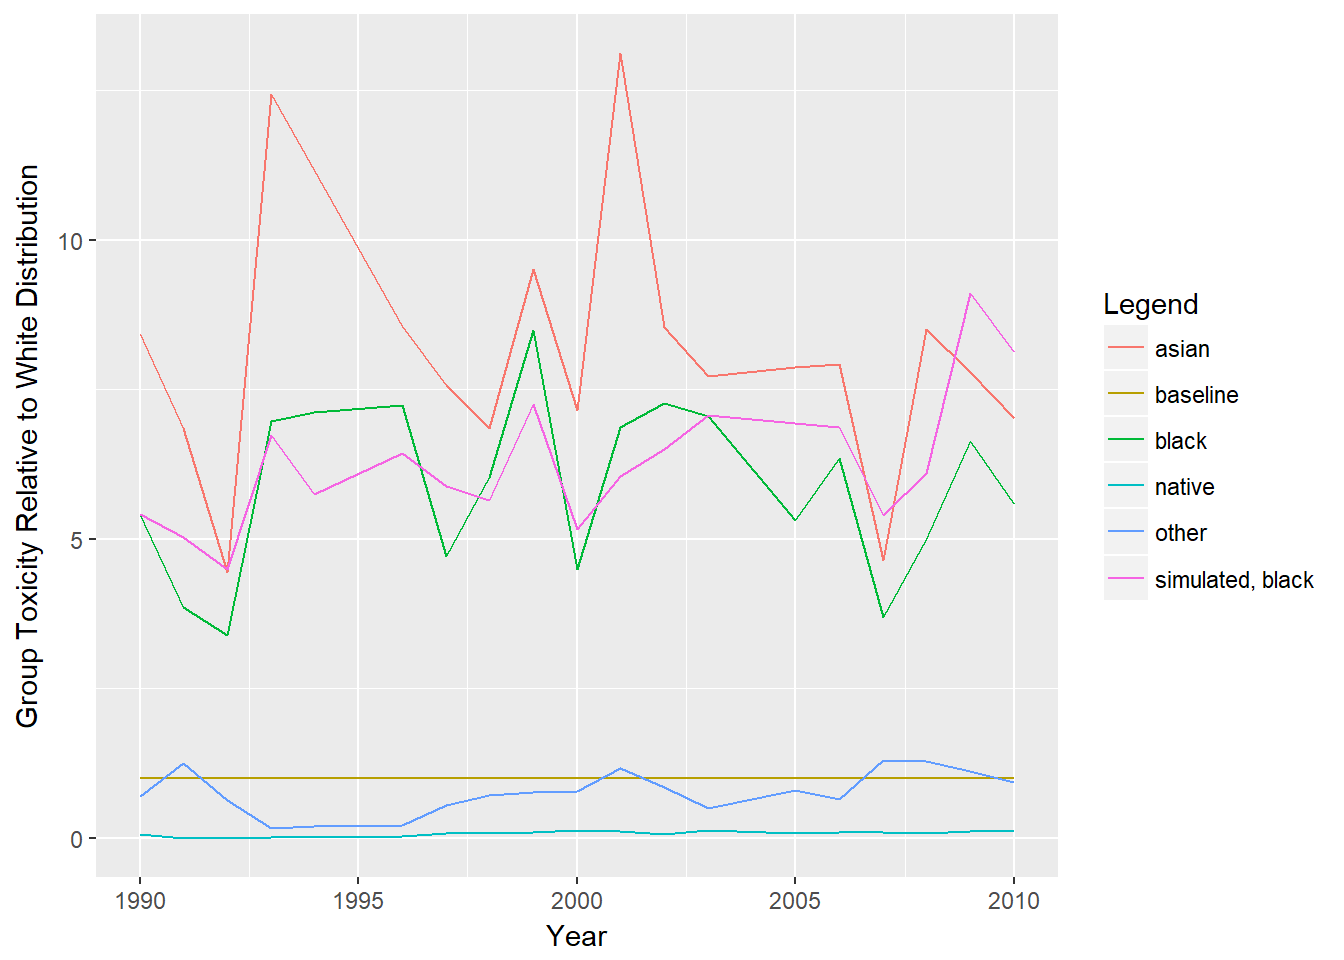 Group Toxicity Relative to White Distribution
10
5
0
1990 1995 2000 2005 2010
Year
Legend
asian
baseline
black
native
other
simulated, black